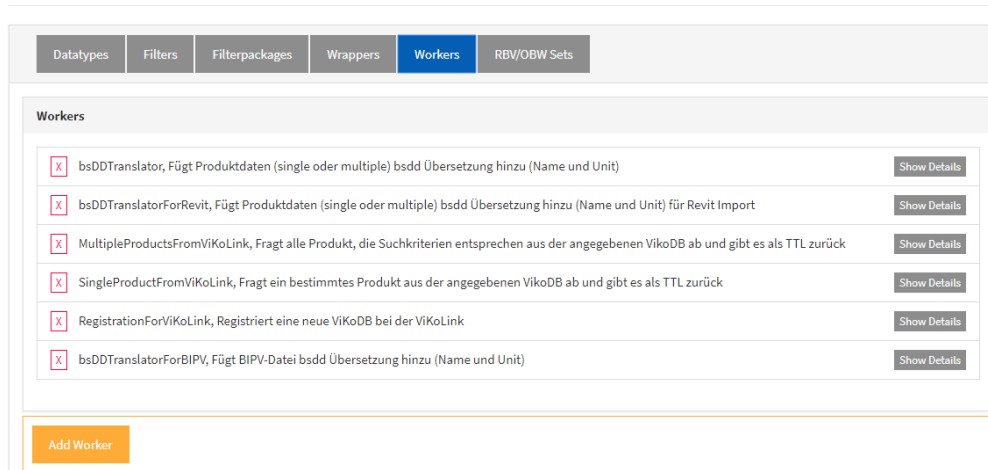 Datatypes Filters Filterpackages Wrappers Workers RBV/OBW Sets
Workers
X bsDDTranslator, Fügt Produktdaten (single oder multiple) bsdd Übersetzung hinzu (Name und Unit) Show Details
X bsDDTranslatorForRevit, Fügt Produktdaten (single oder multiple) bsdd Übersetzung hinzu (Name und Unit) für Revit Import Show Details
X MultipleProductsFromViKoLink, Fragt alle Produkt, die Suchkriterien entsprechen aus der angegebenen VikoDB ab und gibt es als TTL zurück Show Details
X SingleProductFromViKoLink, Fragt ein bestimmtes Produkt aus der angegebenen VikoDB ab und gibt es als TTL zurück Show Details
X RegistrationForViKoLink, Registriert eine neue ViKoDB bei der ViKoLink Show Details
X bsDDTranslatorForBIPV, Fügt BIPV-Datei bsdd Übersetzung hinzu (Name und Unit) Show Details
Add Worker